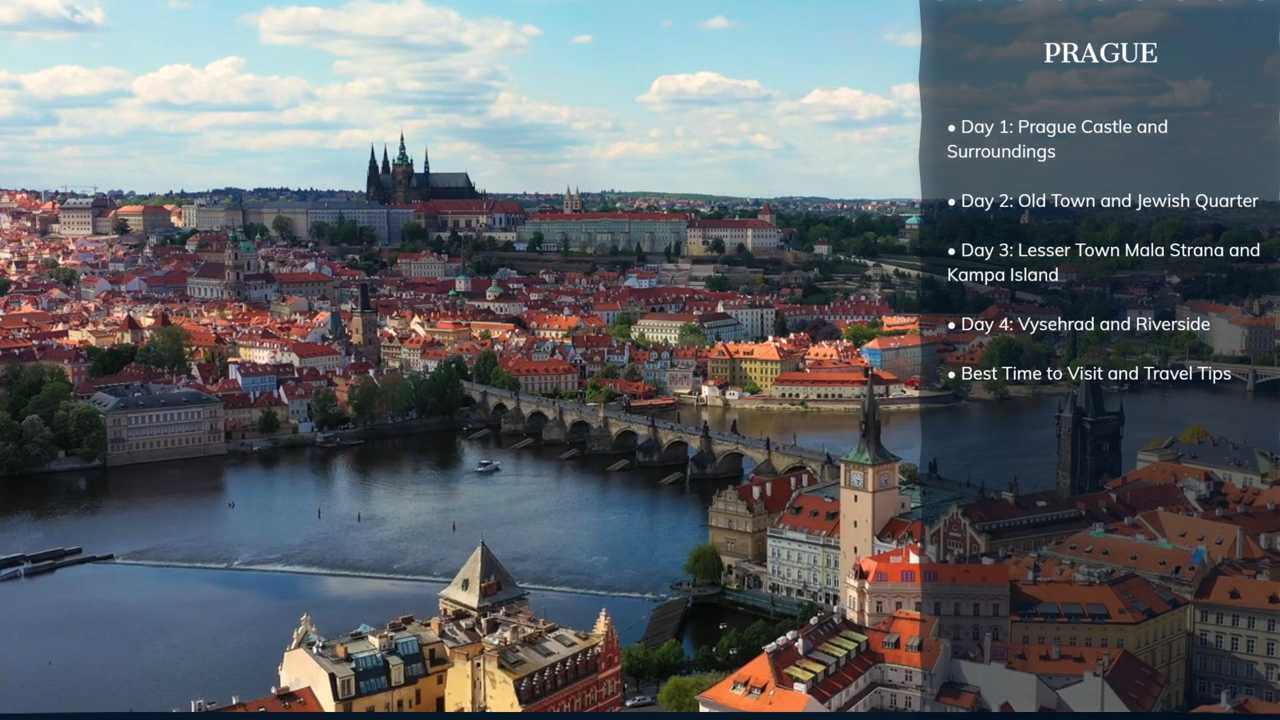 PRAGUE
● Day 1: Prague Castle and
Surroundings
● Day 2: Old Town and Jewish Quarter
● Day 3: Lesser Town Mala Strana and
Kampa Island
● Day 4: Vysehrad and Riverside
● Best Time to Visit and Travel Tips